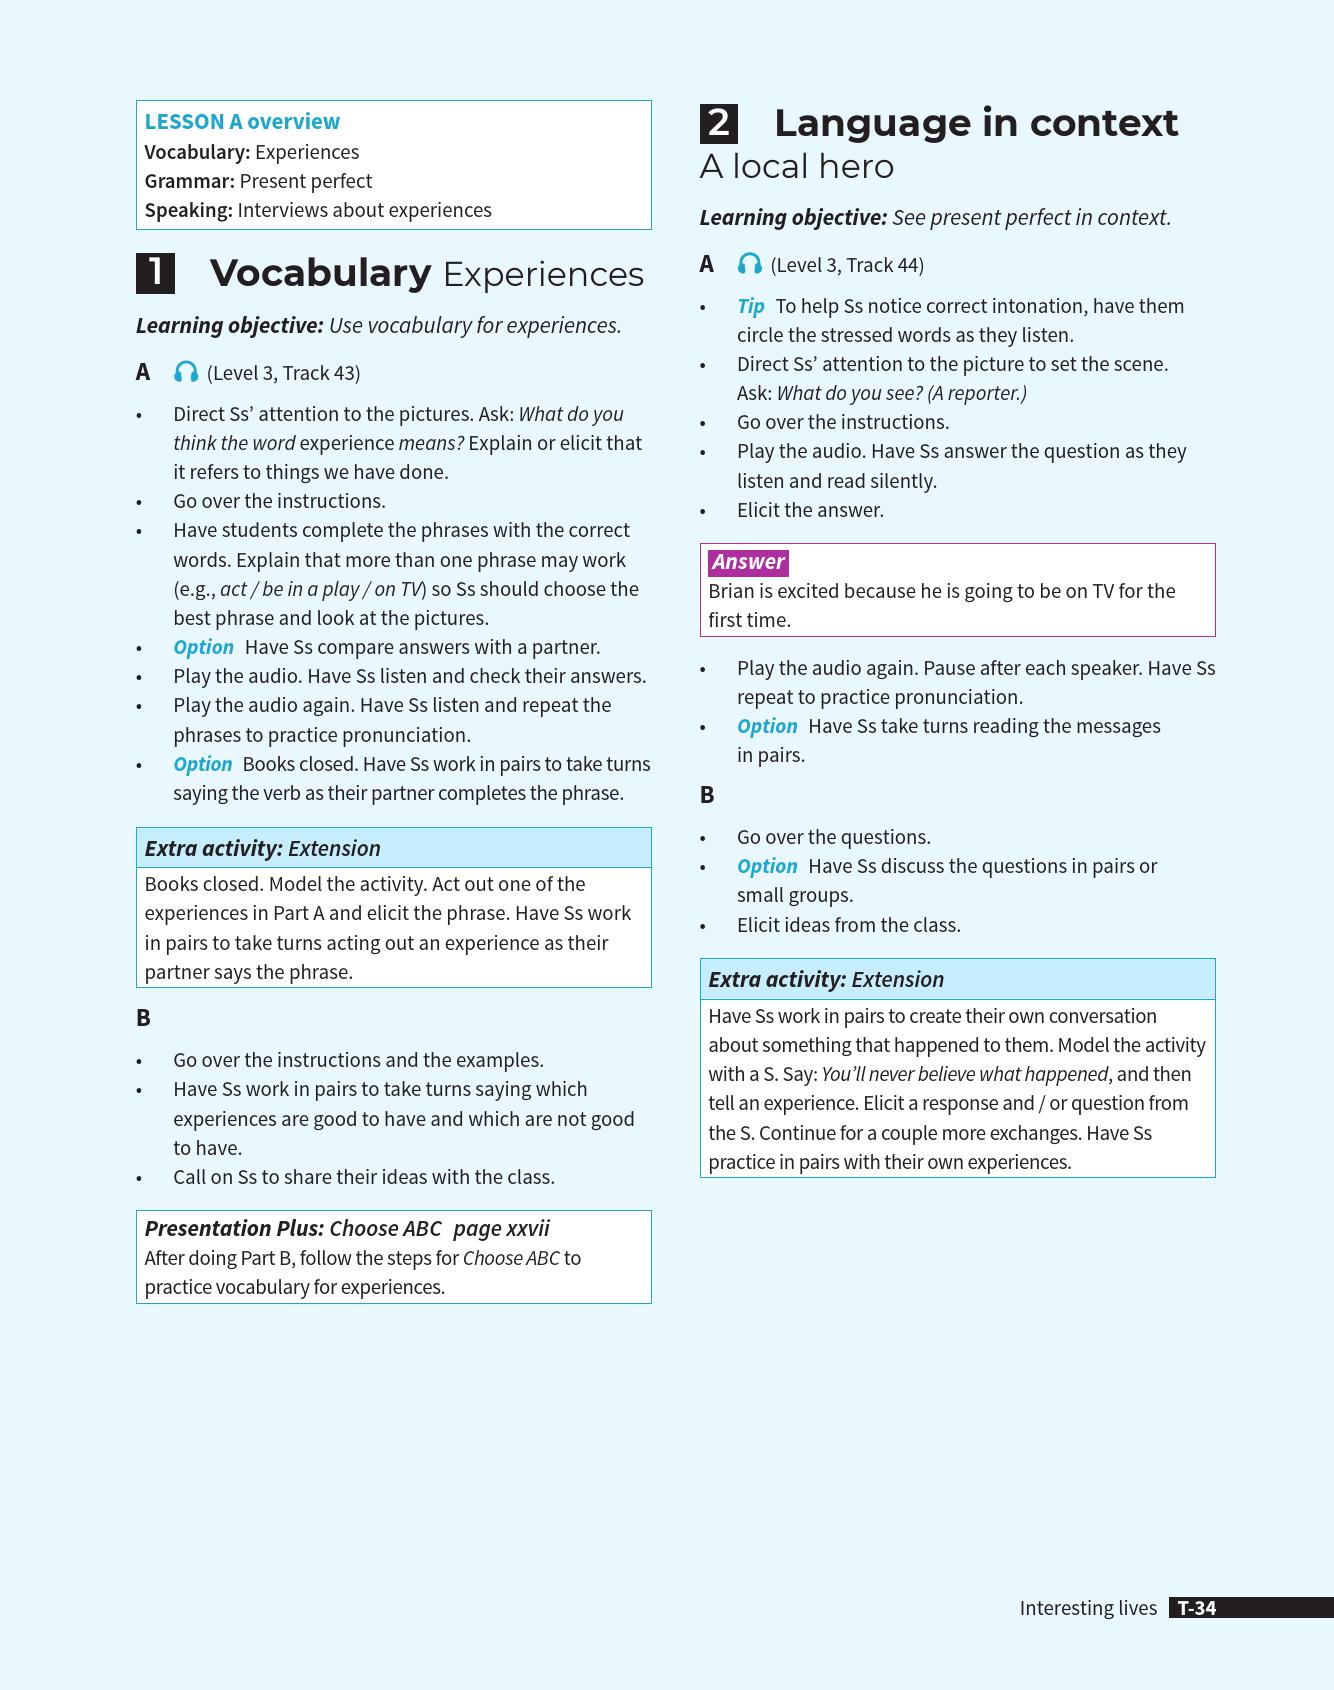 LESSON A overview
Vocabulary: Experiences
Grammar: Present perfect
Speaking: Interviews about experiences
1 Vocabulary Experiences
Learning objective: Use vocabulary for experiences.
A (Level 3, Track 43)
• Direct Ss’ attention to the pictures. Ask: What do you
think the word experience means? Explain or elicit that
it refers to things we have done.
• Go over the instructions.
• Have students complete the phrases with the correct
words. Explain that more than one phrase may work
(e.g., act / be in a play / on TV) so Ss should choose the
best phrase and look at the pictures.
• Option Have Ss compare answers with a partner.
• Play the audio. Have Ss listen and check their answers.
• Play the audio again. Have Ss listen and repeat the
phrases to practice pronunciation.
• Option Books closed. Have Ss work in pairs to take turns
saying the verb as their partner completes the phrase.
Extra activity: Extension
Books closed. Model the activity. Act out one of the
experiences in Part A and elicit the phrase. Have Ss work
in pairs to take turns acting out an experience as their
partner says the phrase.
B
• Go over the instructions and the examples.
• Have Ss work in pairs to take turns saying which
experiences are good to have and which are not good
to have.
• Call on Ss to share their ideas with the class.
Presentation Plus: Choose ABC page xxvii
After doing Part B, follow the steps for Choose ABC to
practice vocabulary for experiences.
2 Language in context
A local hero
Learning objective: See present perfect in context.
A (Level 3, Track 44)
• Tip To help Ss notice correct intonation, have them
circle the stressed words as they listen.
• Direct Ss’ attention to the picture to set the scene.
Ask: What do you see? (A reporter.)
• Go over the instructions.
• Play the audio. Have Ss answer the question as they
listen and read silently.
• Elicit the answer.
Answer
Brian is excited because he is going to be on TV for the
first time.
• Play the audio again. Pause after each speaker. Have Ss
repeat to practice pronunciation.
• Option Have Ss take turns reading the messages
in pairs.
B
• Go over the questions.
• Option Have Ss discuss the questions in pairs or
small groups.
• Elicit ideas from the class.
Extra activity: Extension
Have Ss work in pairs to create their own conversation
about something that happened to them. Model the activity
with a S. Say: You’ll never believe what happened, and then
tell an experience. Elicit a response and / or question from
the S. Continue for a couple more exchanges. Have Ss
practice in pairs with their own experiences.
Interesting lives T-34